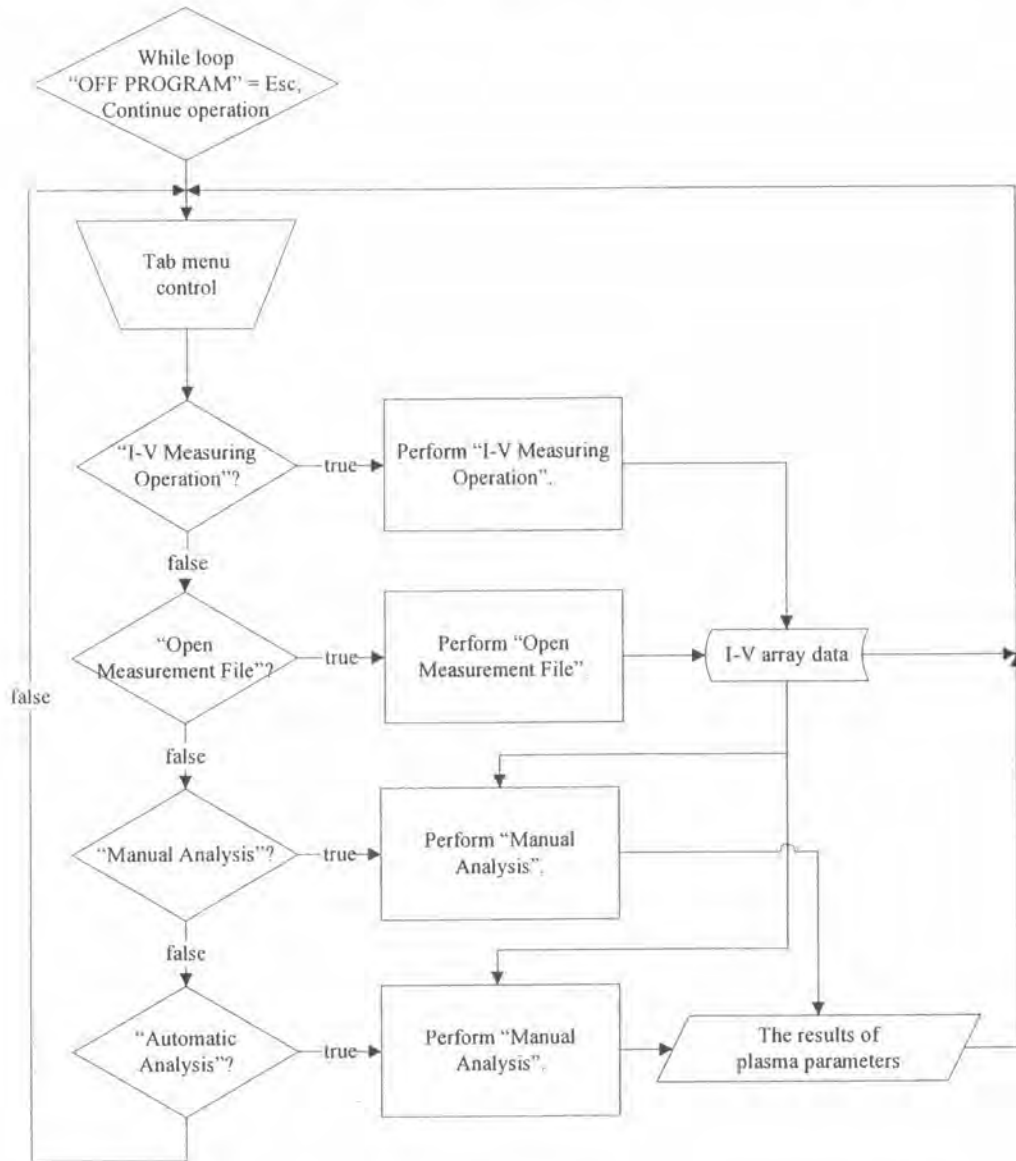 While loop
“OFF PROGRAM” = Esc,
Continue operation
Tab menu
control
“I-V Measuring
Operation”?
true
Perform “I-V Measuring
Operation”.
false
“Open
Measurement File”?
true
Perform “Open
Measurement File”
I-V array data
false
false
“Manual Analysis”?
true
Perform “Manual
Analysis”.
false
“Automatic
Analysis”?
true
Perform “Manual
Analysis”.
The results of
plasma parameters